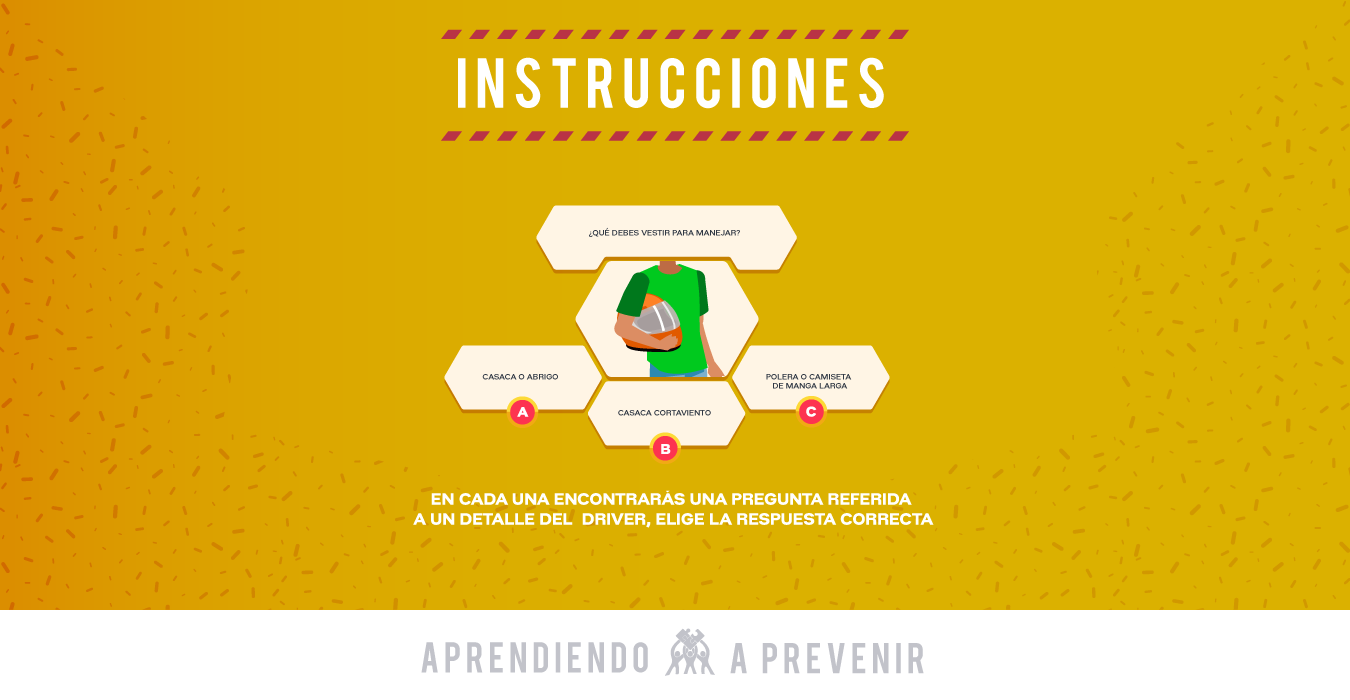 INSTRUCCIONES
¿QUÉ DEBES VESTIR PARA MANEJAR?
CASACA O ABRIGO
A
CASACA CORTAVIENTO
B
POLERA O CAMISETA
DE MANGA LARGA
C
EN CADA UNA ENCONTRARÁS UNA PREGUNTA REFERIDA
A UN DETALLE DEL DRIVER, ELIGE LA RESPUESTA CORRECTA
APRENDIENDO A PREVENIR